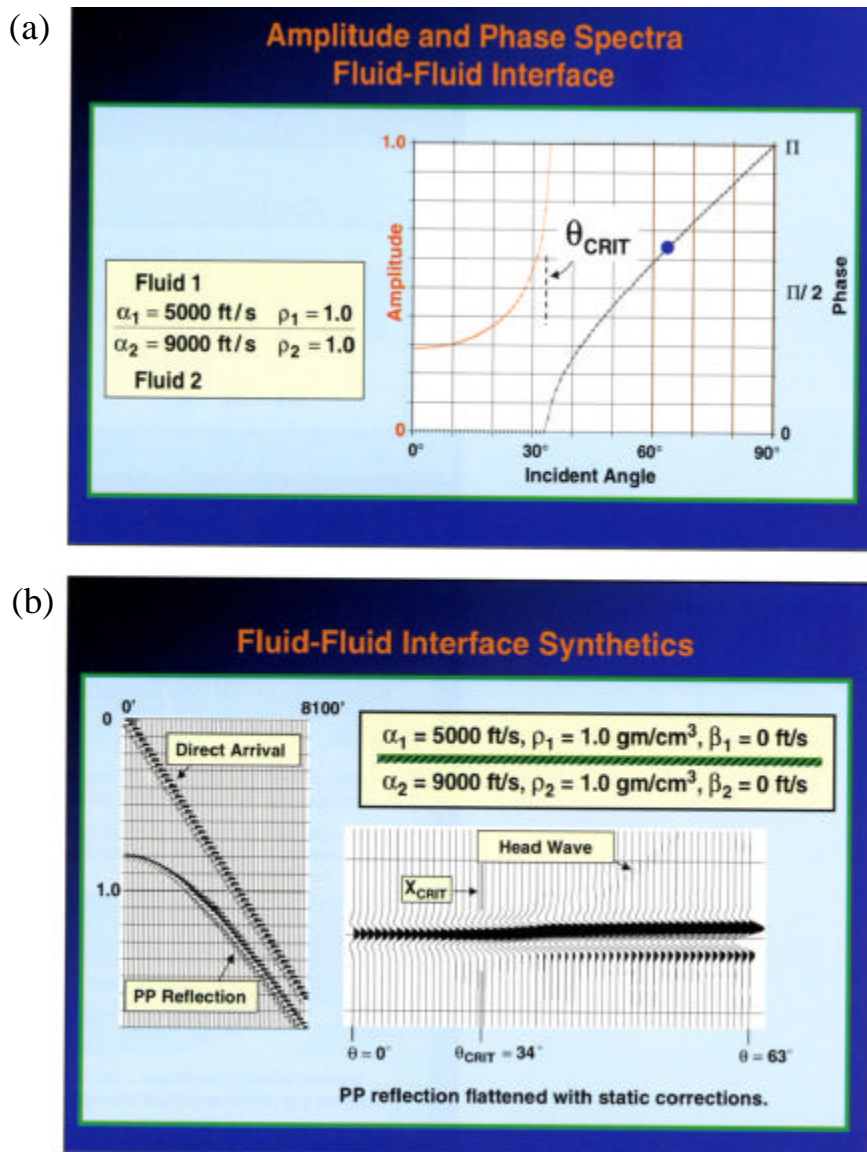 (a)
Amplitude and Phase Spectra
Fluid-Fluid Interface
1.0
Π
θCRIT
Amplitude
Π/ 2
Phase
Fluid 1
α1 = 5000 ft/s ρ1 = 1.0
α2 = 9000 ft/s ρ2 = 1.0
Fluid 2
0
0
0° 30° 60° 90°
Incident Angle
(b)
Fluid-Fluid Interface Synthetics
0' 8100'
0
Direct Arrival
α1 = 5000 ft/s, ρ1 = 1.0 gm/cm3, β1 = 0 ft/s
α2 = 9000 ft/s, ρ2 = 1.0 gm/cm3, β2 = 0 ft/s
Head Wave
XCRIT
1.0
PP Reflection
θ = 0° θCRIT = 34° θ = 63°
PP reflection flattened with static corrections.